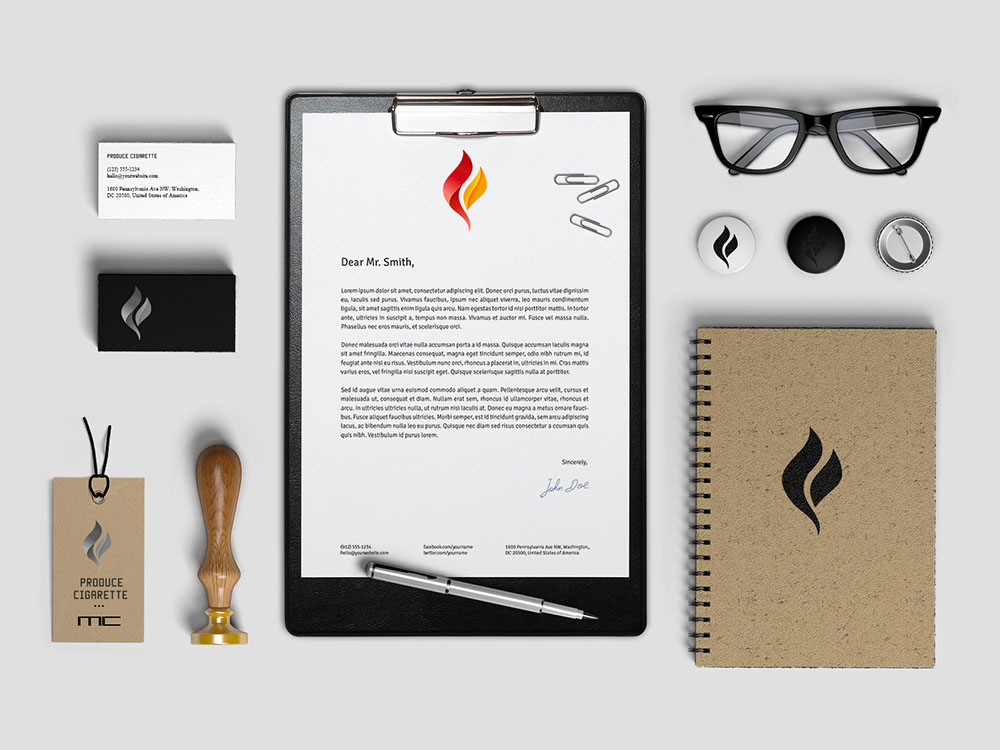 PRODUCE CIGARETTE
(123) 555-1234
hello@yourwebsite.com
1600 Pennsylvania Ave NW, Washington,
DC 20500, United States of America
Dear Mr. Smith,
Lorem ipsum dolor sit amet, consectetur adipiscing elit. Donec orci purus, luctus vitae dignissim
eu, iaculis sed purus. Vivamus faucibus, ipsum nec aliquet viverra, leo mauris condimentum
ligula, sit amet sagittis enim ligula quis arcu. Nam egestas tortor id nisi porttitor mattis. In tortor
ante, ultricies in suscipit a, tempus non massa. Vivamus et auctor mi. Fusce vel massa nulla.
Phasellus nec eros mauris, et scelerisque orci.
Donec malesuada orci vitae nulla accumsan porta a id massa. Quisque accumsan iaculis magna
sit amet fringilla. Maecenas consequat, magna eget tincidunt semper, odio nibh rutrum mi, id
feugiat ante nisi eu risus. Vestibulum nunc orci, rhoncus a placerat in, ultricies in mi. Cras mattis
varius eros, vel fringilla nisi suscipit eget. Quisque scelerisque sagittis nulla at porttitor.
Sed id augue vitae urna euismod commodo aliquet a quam. Pellentesque arcu velit, cursus et
malesuada ut, consequat et diam. Nullam erat sem, rhoncus id ullamcorper vitae, rhoncus et
arcu. In ultricies ultricies nulla, ut rutrum nisi iaculis at. Donec eu magna a metus ornare fauci-
bus. Fusce aliquet faucibus ultricies. Morbi semper, est id tincidunt gravida, sem arcu adipiscing
lacus, ac bibendum nulla leo eu purus. Quisque nec diam sed risus consectetur a ccumsan quis
quis nibh. Vestibulum id purus lorem.
Sincerely,
John Doe
(912) 555-1234
hello@yourwebsite.com
facebook.com/yourname
twitter.com/yourname
1600 Pennsylvania Ave NW, Washington,
DC 20500, United States of America
PRODUCE
CIGARETTE
MC